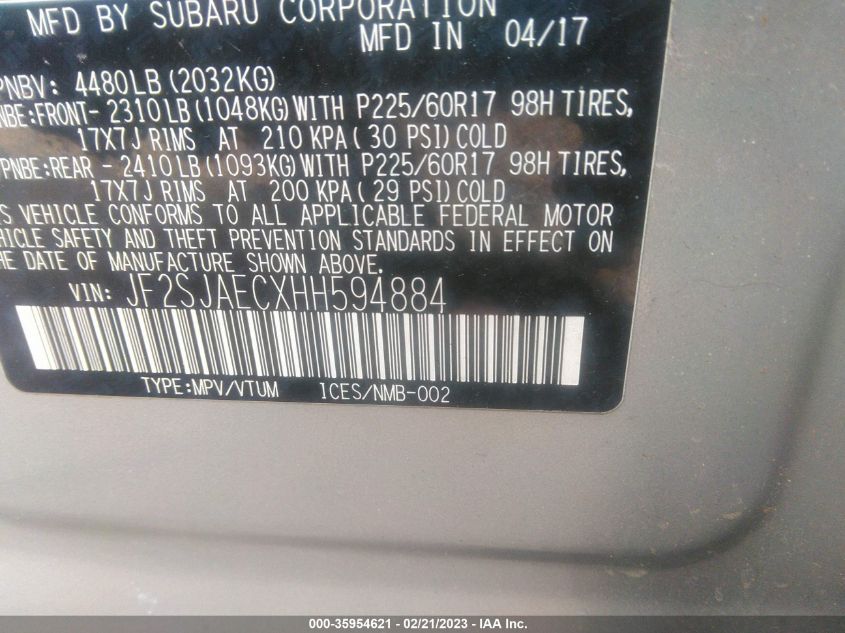 MFD BY SUBARU CORPORATION
MFD IN 04/17
PNBV: 4480LB (2032KG)
NBE:FRONT- 2310LB (1048KG) WITH P225/60R17 98H TIRES,
17X7J RIMS AT 210 KPA (30 PSI) COLD
PNBE:REAR - 2410LB (1093KG) WITH P225/60R17 98H TIRES,
17X7J RIMS AT 200 KPA (29 PSI) COLD
S VEHICLE CONFORMS TO ALL APPLICABLE FEDERAL MOTOR
HICLE SAFETY AND THEFT PREVENTION STANDARDS IN EFFECT ON
HE DATE OF MANUFACTURE SHOWN ABOVE.
VIN: JF2SJAECXHH594884
TYPE:MPV/VTUM ICES/NMB-002
000-35954621 - 02/21/2023 - IAA Inc.